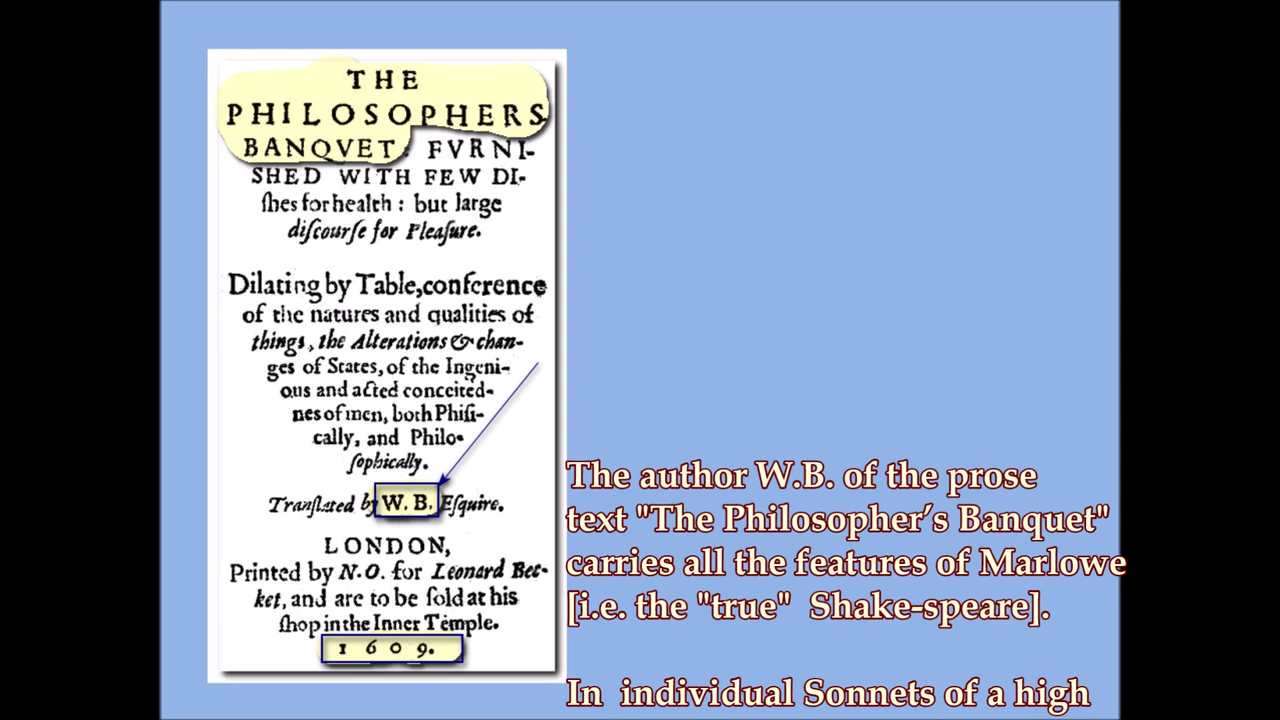 THE
PHILOSOPHERS
BANQVET: FVRNI-
SHED WITH FEW DI-
ſhes for health : but large
diſcourſe for Pleaſure.
Dilating by Table,conference
of the natures and qualities of
things, the Alterations & chan-
ges of States, of the Ingeni-
ous and acted conceited-
nes of men, both Phiſi-
cally, and Philo-
ſophically.
Tranſlated by W. B. Eſquire.
LONDON,
Printed by N.O. for Leonard Bec-
ket, and are to be ſold at his
ſhop in the Inner Temple.
1 6 0 9.
The author W.B. of the prose
text "The Philosopher’s Banquet"
carries all the features of Marlowe
[i.e. the "true" Shake-speare].
In individual Sonnets of a high